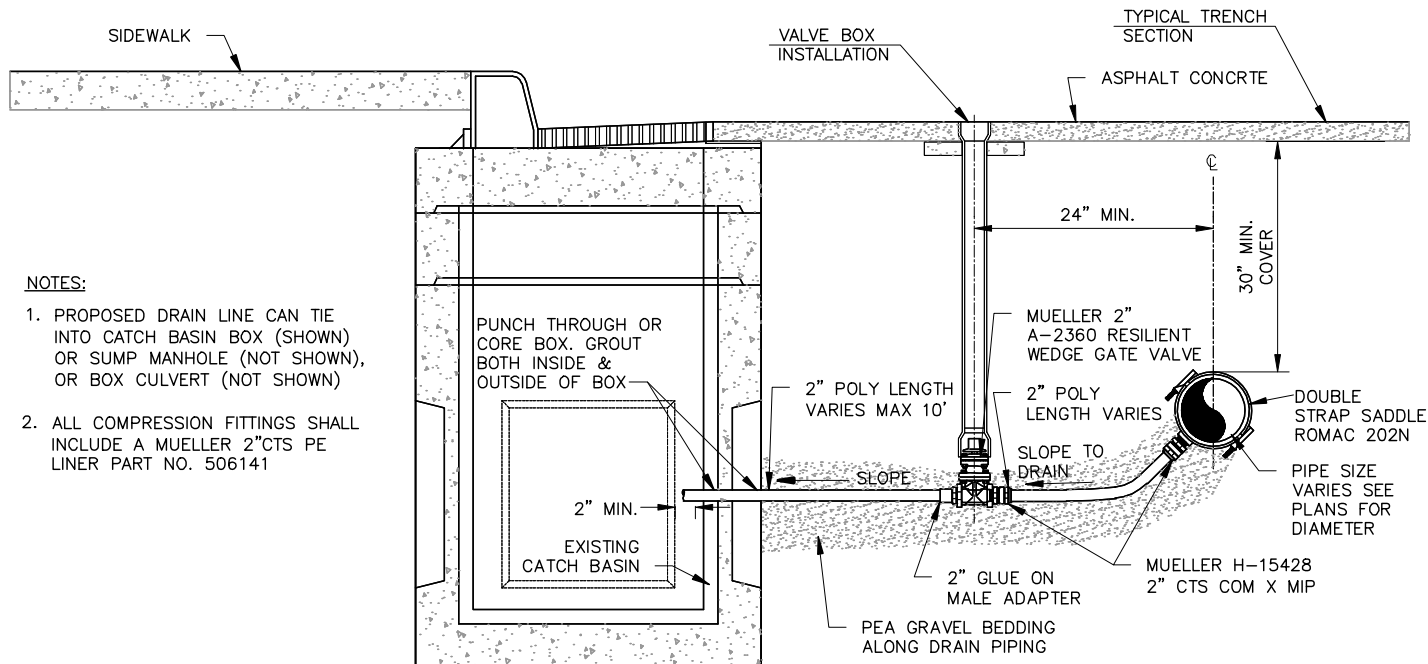 SIDEWALK
VALVE BOX
INSTALLATION
TYPICAL TRENCH
SECTION
ASPHALT CONCRTE
℄
24" MIN.
30" MIN.
COVER
NOTES:
1. PROPOSED DRAIN LINE CAN TIE
INTO CATCH BASIN BOX (SHOWN)
OR SUMP MANHOLE (NOT SHOWN),
OR BOX CULVERT (NOT SHOWN)
2. ALL COMPRESSION FITTINGS SHALL
INCLUDE A MUELLER 2"CTS PE
LINER PART NO. 506141
PUNCH THROUGH OR
CORE BOX. GROUT
BOTH INSIDE &
OUTSIDE OF BOX
2" POLY LENGTH
VARIES MAX 10'
MUELLER 2"
A-2360 RESILIENT
WEDGE GATE VALVE
2" POLY
LENGTH VARIES
DOUBLE
STRAP SADDLE
ROMAC 202N
SLOPE
SLOPE TO
DRAIN
PIPE SIZE
VARIES SEE
PLANS FOR
DIAMETER
2" MIN.
EXISTING
CATCH BASIN
2" GLUE ON
MALE ADAPTER
MUELLER H-15428
2" CTS COM X MIP
PEA GRAVEL BEDDING
ALONG DRAIN PIPING